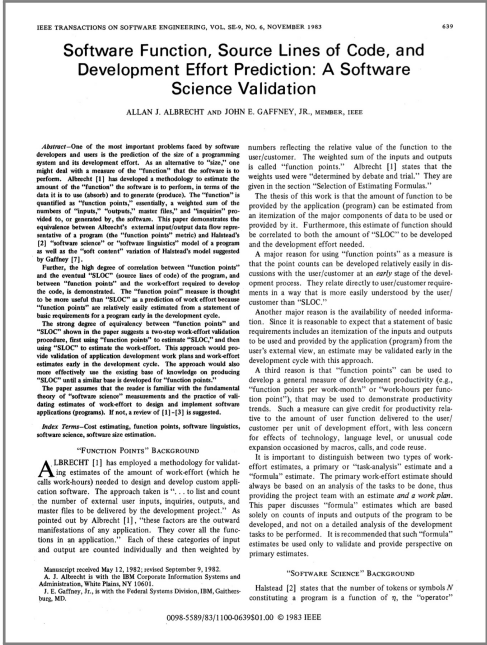 IEEE TRANSACTIONS ON SOFTWARE ENGINEERING, VOL. SE-9, NO. 6, NOVEMBER 1983
639
Software Function, Source Lines of Code, and
Development Effort Prediction: A Software
Science Validation
ALLAN J. ALBRECHT AND JOHN E. GAFFNEY, JR., MEMBER, IEEE
Abstract—One of the most important problems faced by software
developers and users is the prediction of the size of a programming
system and its development effort. As an alternative to "size," one
might deal with a measure of the "function" that the software is to
perform. Albrecht [1] has developed a methodology to estimate the
amount of the "function" the software is to perform, in terms of the
data it is to use (absorb) and to generate (produce). The "function" is
quantified as "function points," essentially, a weighted sum of the
numbers of "inputs," "outputs," master files," and "inquiries" pro-
vided to, or generated by, the software. This paper demonstrates the
equivalence between Albrecht's external input/output data flow repre-
sentative of a program (the "function points" metric) and Halstead's
[2] "software science" or "software linguistics" model of a program
as well as the "soft content" variation of Halstead's model suggested
by Gaffney [7].
Further, the high degree of correlation between "function points"
and the eventual "SLOC" (source lines of code) of the program, and
between "function points" and the work-effort required to develop
the code, is demonstrated. The "function point" measure is thought
to be more useful than "SLOC" as a prediction of work effort because
"function points" are relatively easily estimated from a statement of
basic requirements for a program early in the development cycle.
The strong degree of equivalency between "function points" and
"SLOC" shown in the paper suggests a two-step work-effort validation
procedure, first using "function points" to estimate "SLOC," and then
using "SLOC" to estimate the work-effort. This approach would pro-
vide validation of application development work plans and work-effort
estimates early in the development cycle. The approach would also
more effectively use the existing base of knowledge on producing
"SLOC" until a similar base is developed for "function points."
The paper assumes that the reader is familiar with the fundamental
theory of "software science" measurements and the practice of vali-
dating estimates of work-effort to design and implement software
applications (programs). If not, a review of [1]-[3] is suggested.
Index Terms—Cost estimating, function points, software linguistics,
software science, software size estimation.
"FUNCTION POINTS" BACKGROUND
ALBRECHT [1] has employed a methodology for validat-
ing estimates of the amount of work-effort (which he
calls work-hours) needed to design and develop custom appli-
cation software. The approach taken is ". . . to list and count
the number of external user inputs, inquiries, outputs, and
master files to be delivered by the development project." As
pointed out by Albrecht [1], "these factors are the outward
manifestations of any application. They cover all the func-
tions in an application." Each of these categories of input
and output are counted individually and then weighted by
Manuscript received May 12, 1982; revised September 9, 1982.
A. J. Albrecht is with the IBM Corporate Information Systems and
Administration, White Plains, NY 10601.
J. E. Gaffney, Jr., is with the Federal Systems Division, IBM, Gaithers-
burg, MD.
numbers reflecting the relative value of the function to the
user/customer. The weighted sum of the inputs and outputs
is called "function points." Albrecht [1] states that the
weights used were "determined by debate and trial." They are
given in the section "Selection of Estimating Formulas."
The thesis of this work is that the amount of function to be
provided by the application (program) can be estimated from
an itemization of the major components of data to be used or
provided by it. Furthermore, this estimate of function should
be correlated to both the amount of "SLOC" to be developed
and the development effort needed.
A major reason for using "function points" as a measure is
that the point counts can be developed relatively easily in dis-
cussions with the user/customer at an early stage of the devel-
opment process. They relate directly to user/customer require-
ments in a way that is more easily understood by the user/
customer than "SLOC."
Another major reason is the availability of needed informa-
tion. Since it is reasonable to expect that a statement of basic
requirements includes an itemization of the inputs and outputs
to be used and provided by the application (program) from the
user's external view, an estimate may be validated early in the
development cycle with this approach.
A third reason is that "function points" can be used to
develop a general measure of development productivity (e.g.,
"function points per work-month" or "work-hours per func-
tion point"), that may be used to demonstrate productivity
trends. Such a measure can give credit for productivity rela-
tive to the amount of user function delivered to the user/
customer per unit of development effort, with less concern
for effects of technology, language level, or unusual code
expansion occasioned by macros, calls, and code reuse.
It is important to distinguish between two types of work-
effort estimates, a primary or "task-analysis" estimate and a
"formula" estimate. The primary work-effort estimate should
always be based on an analysis of the tasks to be done, thus
providing the project team with an estimate and a work plan.
This paper discusses "formula" estimates which are based
solely on counts of inputs and outputs of the program to be
developed, and not on a detailed analysis of the development
tasks to be performed. It is recommended that such "formula"
estimates be used only to validate and provide perspective on
primary estimates.
"SOFTWARE SCIENCE" BACKGROUND
Halstead [2] states that the number of tokens or symbols N
constituting a program is a function of η, the "operator"
0098-5589/83/1100-0639$01.00 © 1983 IEEE